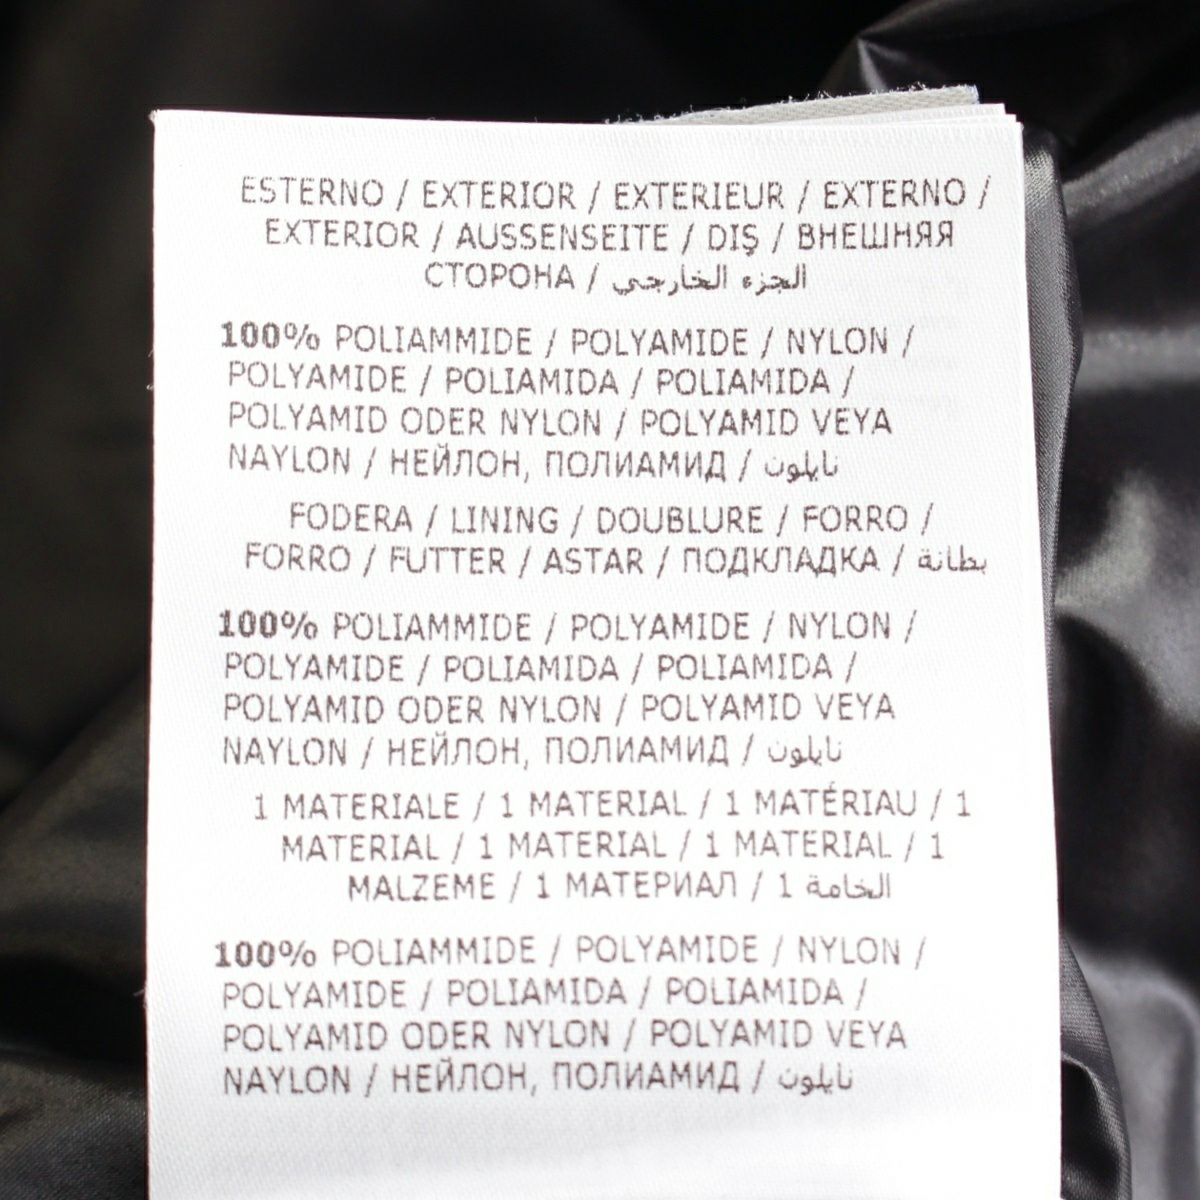 ESTERNO / EXTERIOR / EXTERIEUR / EXTERNO /
EXTERIOR / AUSSENSEITE / DIŞ / ВНЕШНЯЯ
СТОРОНА / الجزء الخارجي
100% POLIAMMIDE / POLYAMIDE / NYLON /
POLYAMIDE / POLIAMIDA / POLIAMIDA /
POLYAMID ODER NYLON / POLYAMID VEYA
NAYLON / НЕЙЛОН, ПОЛИАМИД / نايلون
FODERA / LINING / DOUBLURE / FORRO /
FORRO / FUTTER / ASTAR / ПОДКЛАДКА / بطانة
100% POLIAMMIDE / POLYAMIDE / NYLON /
POLYAMIDE / POLIAMIDA / POLIAMIDA /
POLYAMID ODER NYLON / POLYAMID VEYA
NAYLON / НЕЙЛОН, ПОЛИАМИД / نايلون
1 MATERIALE / 1 MATERIAL / 1 MATÉRIAU / 1
MATERIAL / 1 MATERIAL / 1 MATERIAL / 1
MALZEME / 1 МАТЕРИАЛ / 1 الخامة
100% POLIAMMIDE / POLYAMIDE / NYLON /
POLYAMIDE / POLIAMIDA / POLIAMIDA /
POLYAMID ODER NYLON / POLYAMID VEYA
NAYLON / НЕЙЛОН, ПОЛИАМИД / نايلون